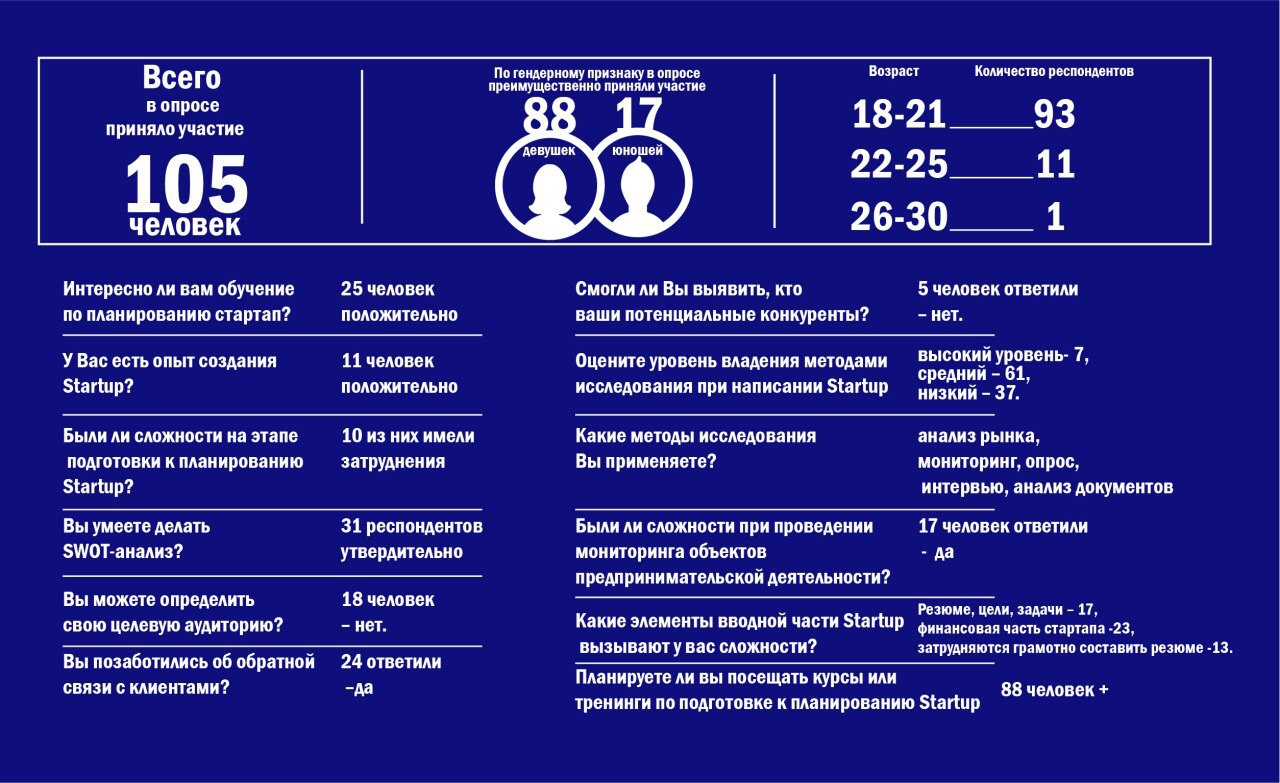 Всего
в опросе
приняло участие
105
человек
По гендерному признаку в опросе
преимущественно приняли участие
88 17
девушек юношей
Возраст Количество респондентов
18-21______93
22-25______11
26-30______ 1
Интересно ли вам обучение
по планированию стартап?
25 человек
положительно
У Вас есть опыт создания
Startup?
11 человек
положительно
Были ли сложности на этапе
подготовки к планированию
Startup?
10 из них имели
затруднения
Вы умеете делать
SWOT-анализ?
31 респондентов
утвердительно
Вы можете определить
свою целевую аудиторию?
18 человек
– нет.
Вы позаботились об обратной
связи с клиентами?
24 ответили
–да
Смогли ли Вы выявить, кто
ваши потенциальные конкуренты?
5 человек ответили
– нет.
Оцените уровень владения методами
исследования при написании Startup
высокий уровень- 7,
средний – 61,
низкий – 37.
Какие методы исследования
Вы применяете?
анализ рынка,
мониторинг, опрос,
интервью, анализ документов
Были ли сложности при проведении
мониторинга объектов
предпринимательской деятельности?
17 человек ответили
- да
Какие элементы вводной части Startup
вызывают у вас сложности?
Резюме, цели, задачи – 17,
финансовая часть стартапа -23,
затрудняются грамотно составить резюме -13.
Планируете ли вы посещать курсы или
тренинги по подготовке к планированию Startup
88 человек +